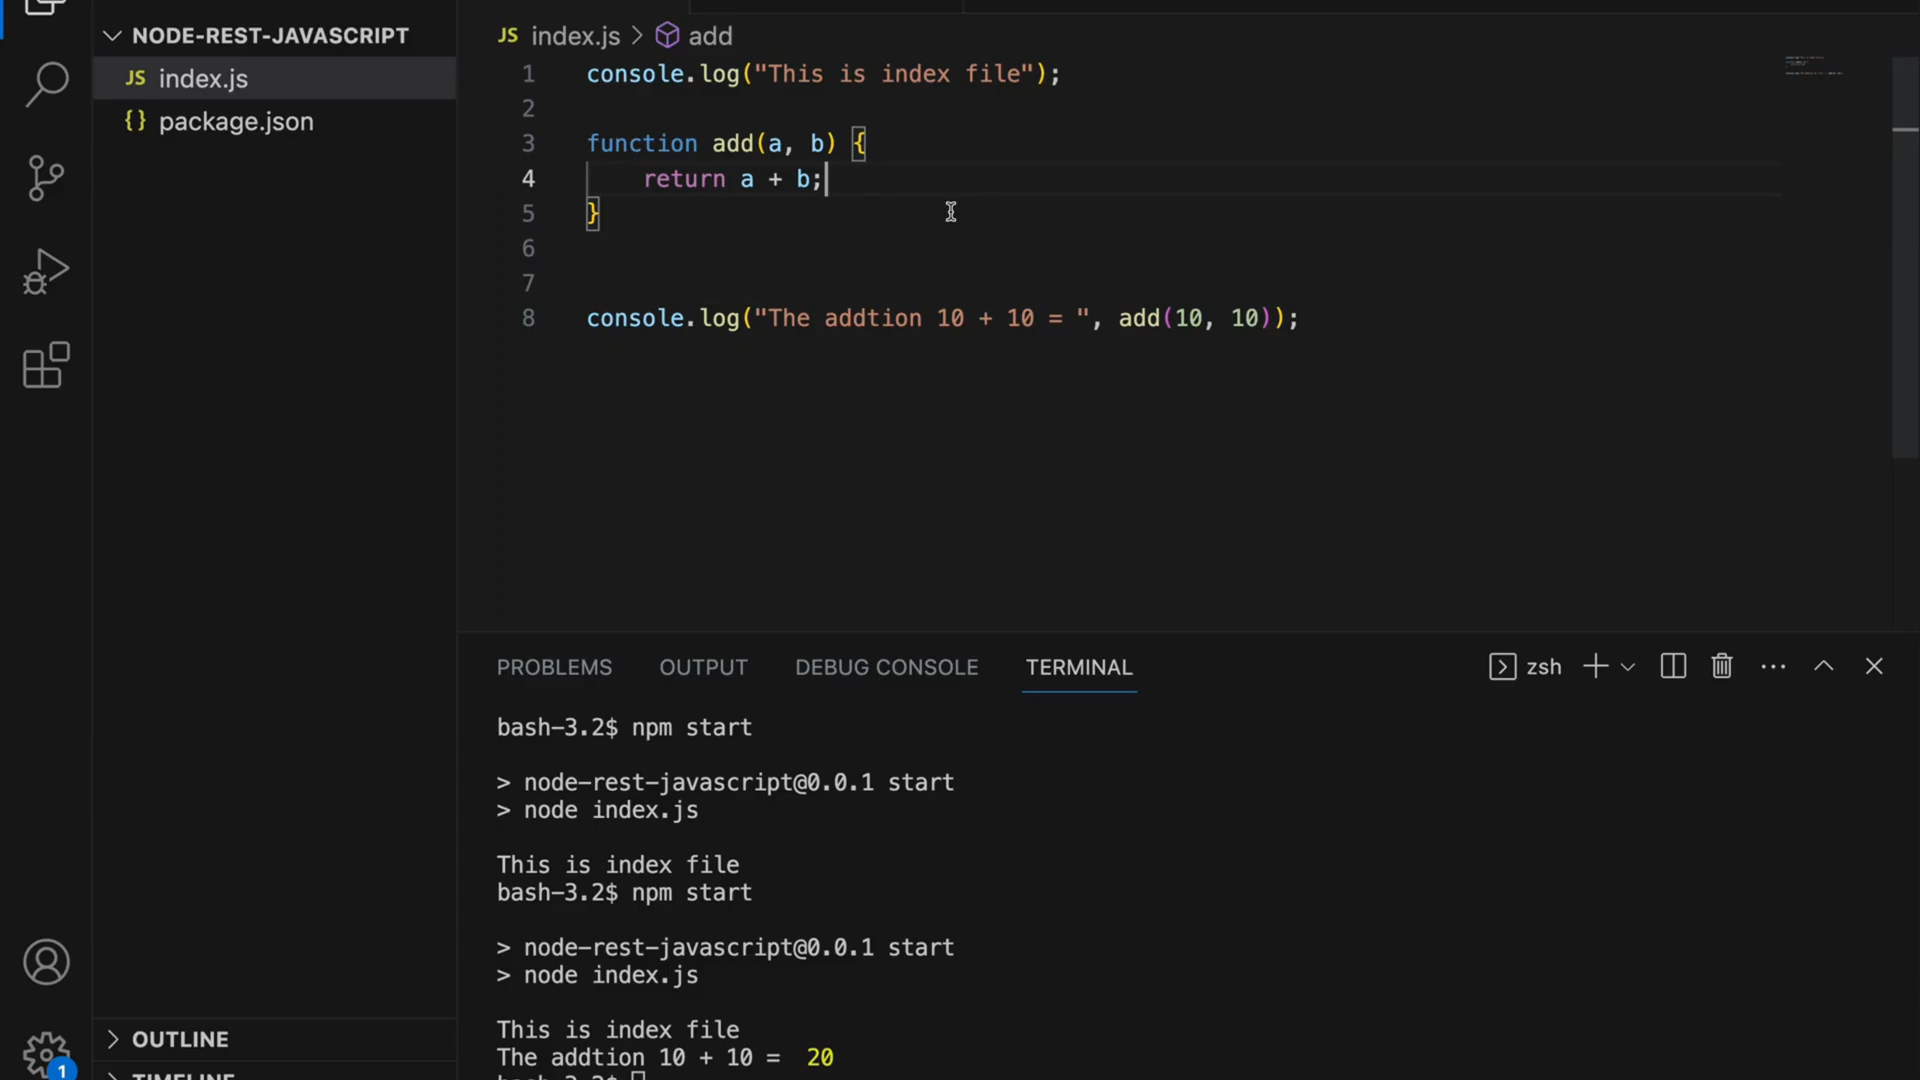 NODE-REST-JAVASCRIPT
JS index.js
{} package.json
OUTLINE
TIMELINE
1
JS index.js > add
1 console.log("This is index file");
2
3 function add(a, b) {
4 return a + b;
5 }
6
7
8 console.log("The addtion 10 + 10 = ", add(10, 10));
PROBLEMS OUTPUT DEBUG CONSOLE TERMINAL zsh
bash-3.2$ npm start
> node-rest-javascript@0.0.1 start
> node index.js
This is index file
bash-3.2$ npm start
> node-rest-javascript@0.0.1 start
> node index.js
This is index file
The addtion 10 + 10 =  20
bash-3.2$